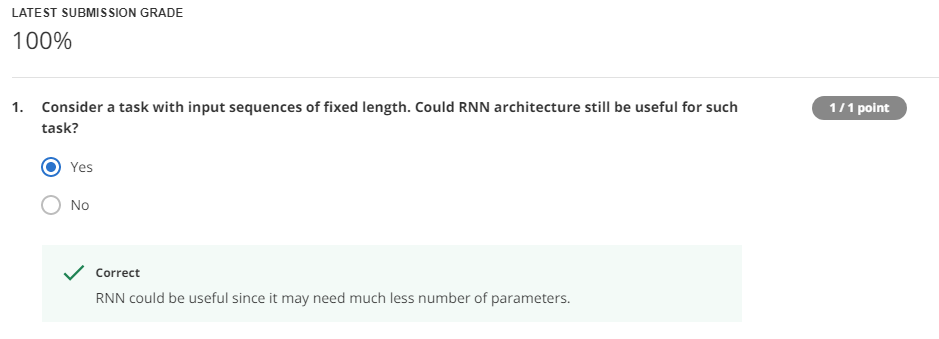 LATEST SUBMISSION GRADE
100%
1. Consider a task with input sequences of fixed length. Could RNN architecture still be useful for such
task?
1 / 1 point
Yes
No
Correct
RNN could be useful since it may need much less number of parameters.